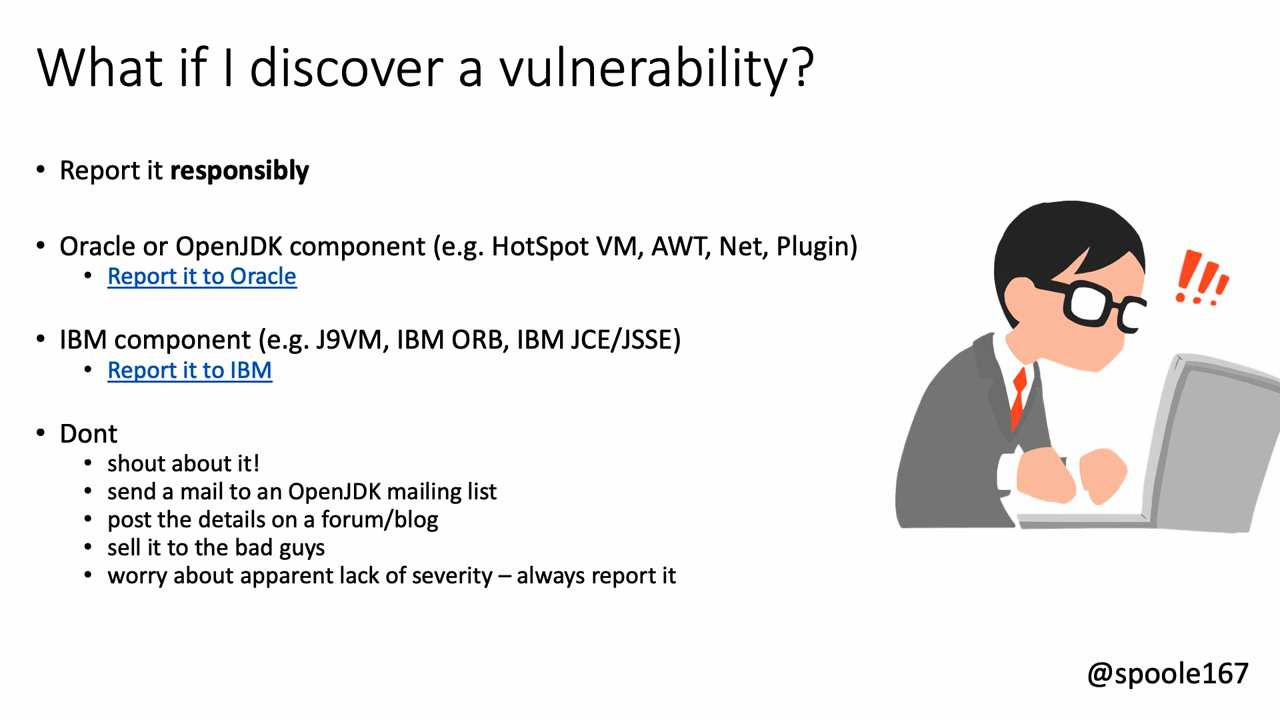 What if I discover a vulnerability?
• Report it responsibly
• Oracle or OpenJDK component (e.g. HotSpot VM, AWT, Net, Plugin)
• Report it to Oracle
• IBM component (e.g. J9VM, IBM ORB, IBM JCE/JSSE)
• Report it to IBM
• Dont
• shout about it!
• send a mail to an OpenJDK mailing list
• post the details on a forum/blog
• sell it to the bad guys
• worry about apparent lack of severity – always report it
!!!
@spoole167